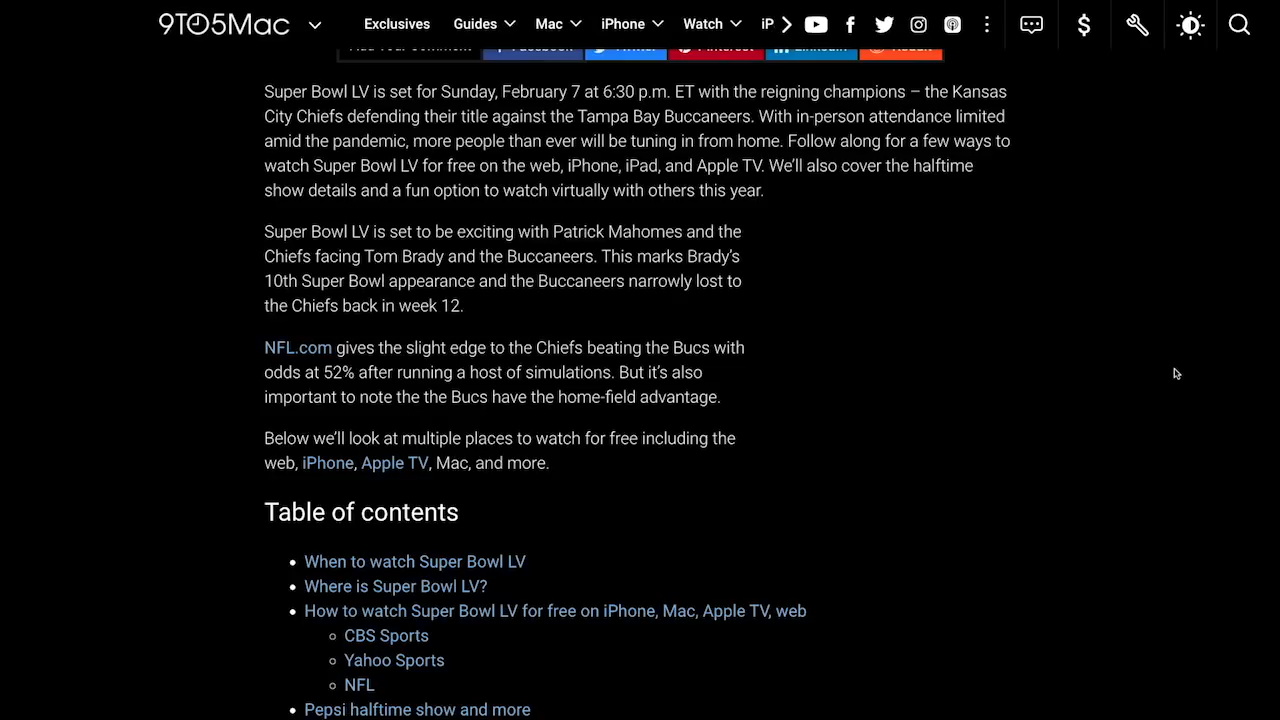 9TO5Mac
Exclusives Guides Mac iPhone Watch iP
Facebook Twitter Pinterest LinkedIn Reddit
Super Bowl LV is set for Sunday, February 7 at 6:30 p.m. ET with the reigning champions – the Kansas
City Chiefs defending their title against the Tampa Bay Buccaneers. With in-person attendance limited
amid the pandemic, more people than ever will be tuning in from home. Follow along for a few ways to
watch Super Bowl LV for free on the web, iPhone, iPad, and Apple TV. We’ll also cover the halftime
show details and a fun option to watch virtually with others this year.
Super Bowl LV is set to be exciting with Patrick Mahomes and the
Chiefs facing Tom Brady and the Buccaneers. This marks Brady’s
10th Super Bowl appearance and the Buccaneers narrowly lost to
the Chiefs back in week 12.
NFL.com gives the slight edge to the Chiefs beating the Bucs with
odds at 52% after running a host of simulations. But it’s also
important to note the the Bucs have the home-field advantage.
Below we’ll look at multiple places to watch for free including the
web, iPhone, Apple TV, Mac, and more.
Table of contents
When to watch Super Bowl LV
Where is Super Bowl LV?
How to watch Super Bowl LV for free on iPhone, Mac, Apple TV, web
CBS Sports
Yahoo Sports
NFL
Pepsi halftime show and more